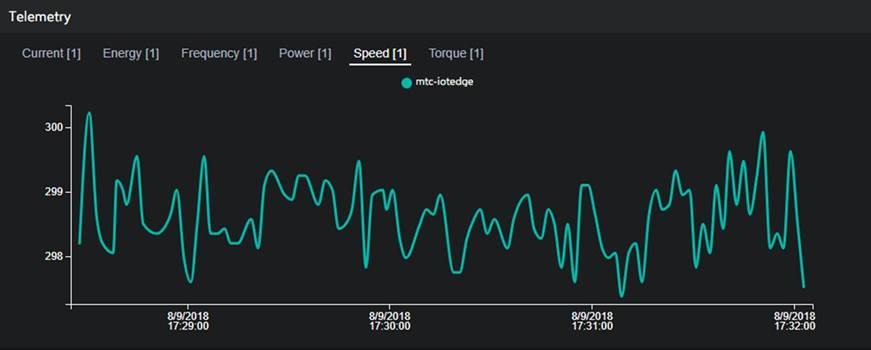 Telemetry
Current [1] Energy [1] Frequency [1] Power [1] Speed [1] Torque [1]
mtc-iotedge
300
299
298
8/9/2018 8/9/2018 8/9/2018 8/9/2018
17:29:00 17:30:00 17:31:00 17:32:00